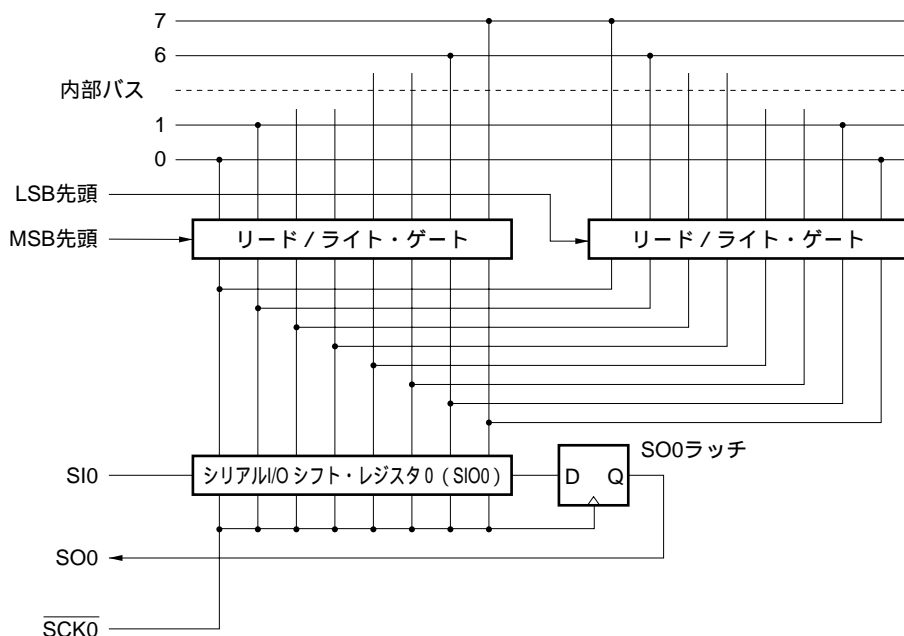 7
6
内部バス
1
0
LSB先頭
MSB先頭
リード/ライト・ゲート
リード/ライト・ゲート
SO0ラッチ
SI0
シリアルI/Oシフト・レジスタ0(SIO0)
D Q
SO0
SCK0